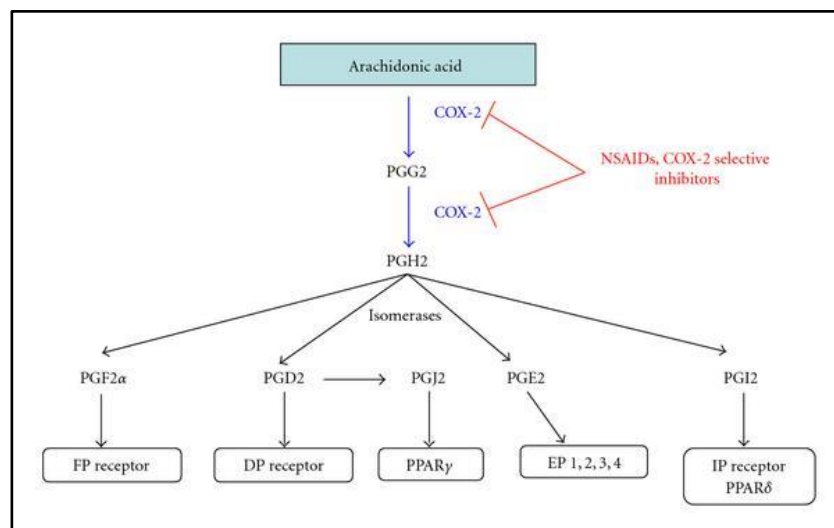 Arachidonic acid
COX-2
PGG2
NSAIDs, COX-2 selective
inhibitors
COX-2
PGH2
Isomerases
PGF2α
PGD2
PGJ2
PGE2
PGI2
FP receptor
DP receptor
PPARγ
EP 1, 2, 3, 4
IP receptor
PPARδ